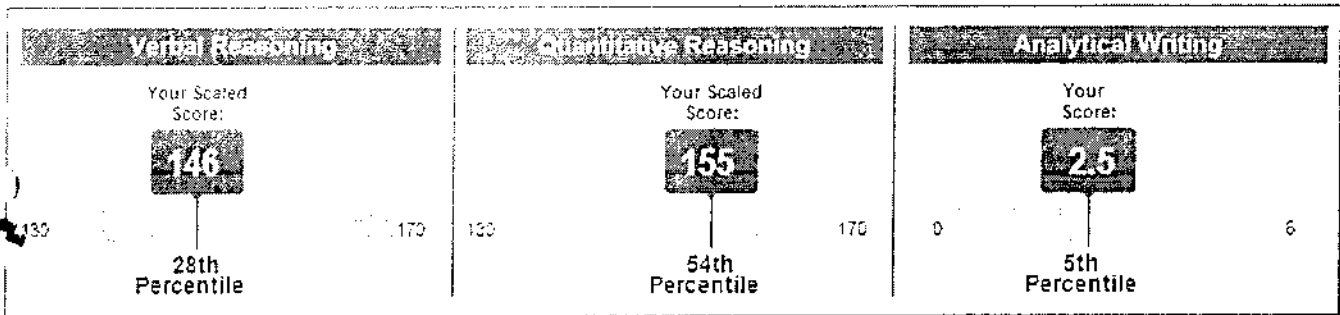 Verbal Reasoning
Your Scaled
Score:
146
130
170
28th
Percentile
Quantitative Reasoning
Your Scaled
Score:
155
130
170
54th
Percentile
Analytical Writing
Your
Score:
2.5
0
6
5th
Percentile